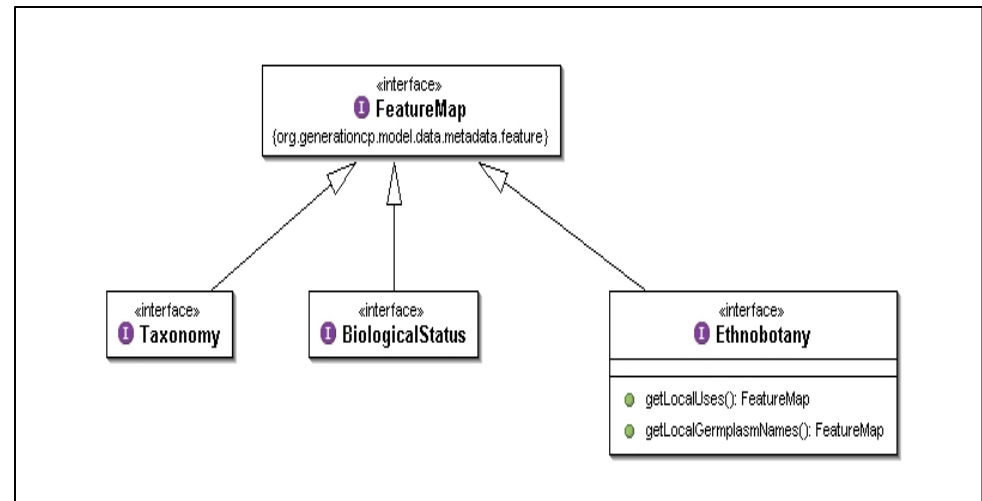 «interface»
I FeatureMap
{org.generationcp.model.data.metadata.feature}
«interface»
I Taxonomy
«interface»
I BiologicalStatus
«interface»
I Ethnobotany
getLocalUses(): FeatureMap
getLocalGermplasmNames(): FeatureMap